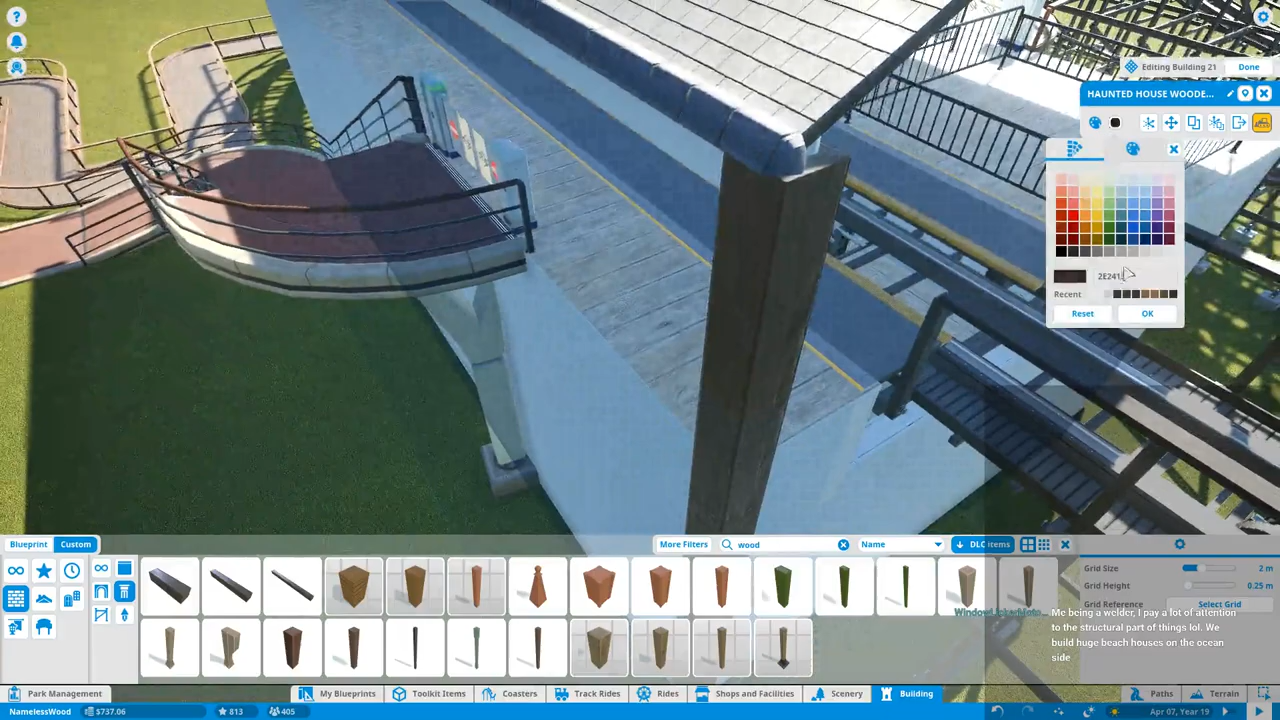 Editing Building 21 Done
HAUNTED HOUSE WOODE...
Recent
Reset OK
Blueprint Custom More Filters wood Name DLC Items
Grid Size 2 m
Grid Height 0.25 m
Grid Reference Select Grid
Me being a welder, I pay a lot of attention
to the structural part of things lol. We
build huge beach houses on the ocean
side
Park Management My Blueprints Toolkit Items Coasters Track Rides Rides Shops and Facilities Scenery Building Paths Terrain
NamelessWood $737.06 813 405 Apr 07, Year 19